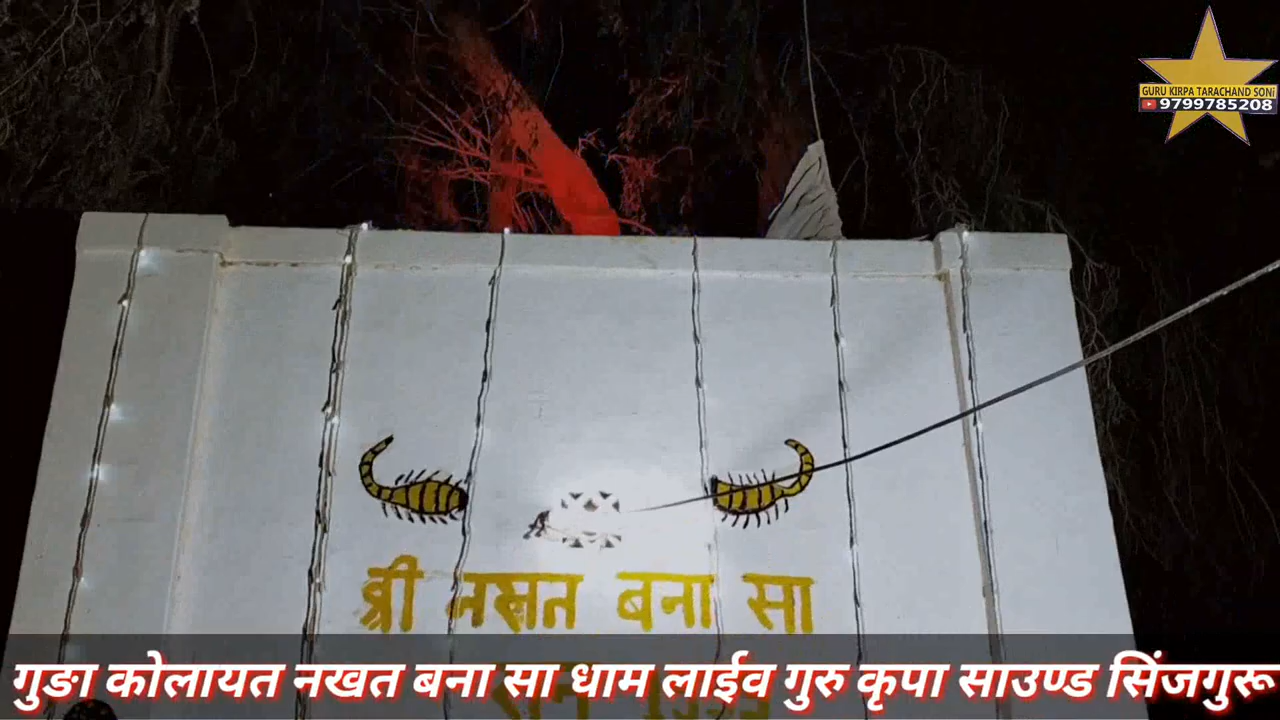 GURU KIRPA TARACHAND SONI
9799785208
श्री नखत बना सा
गुङा कोलायत नखत बना सा धाम लाईव गुरु कृपा साउण्ड सिंजगुरू